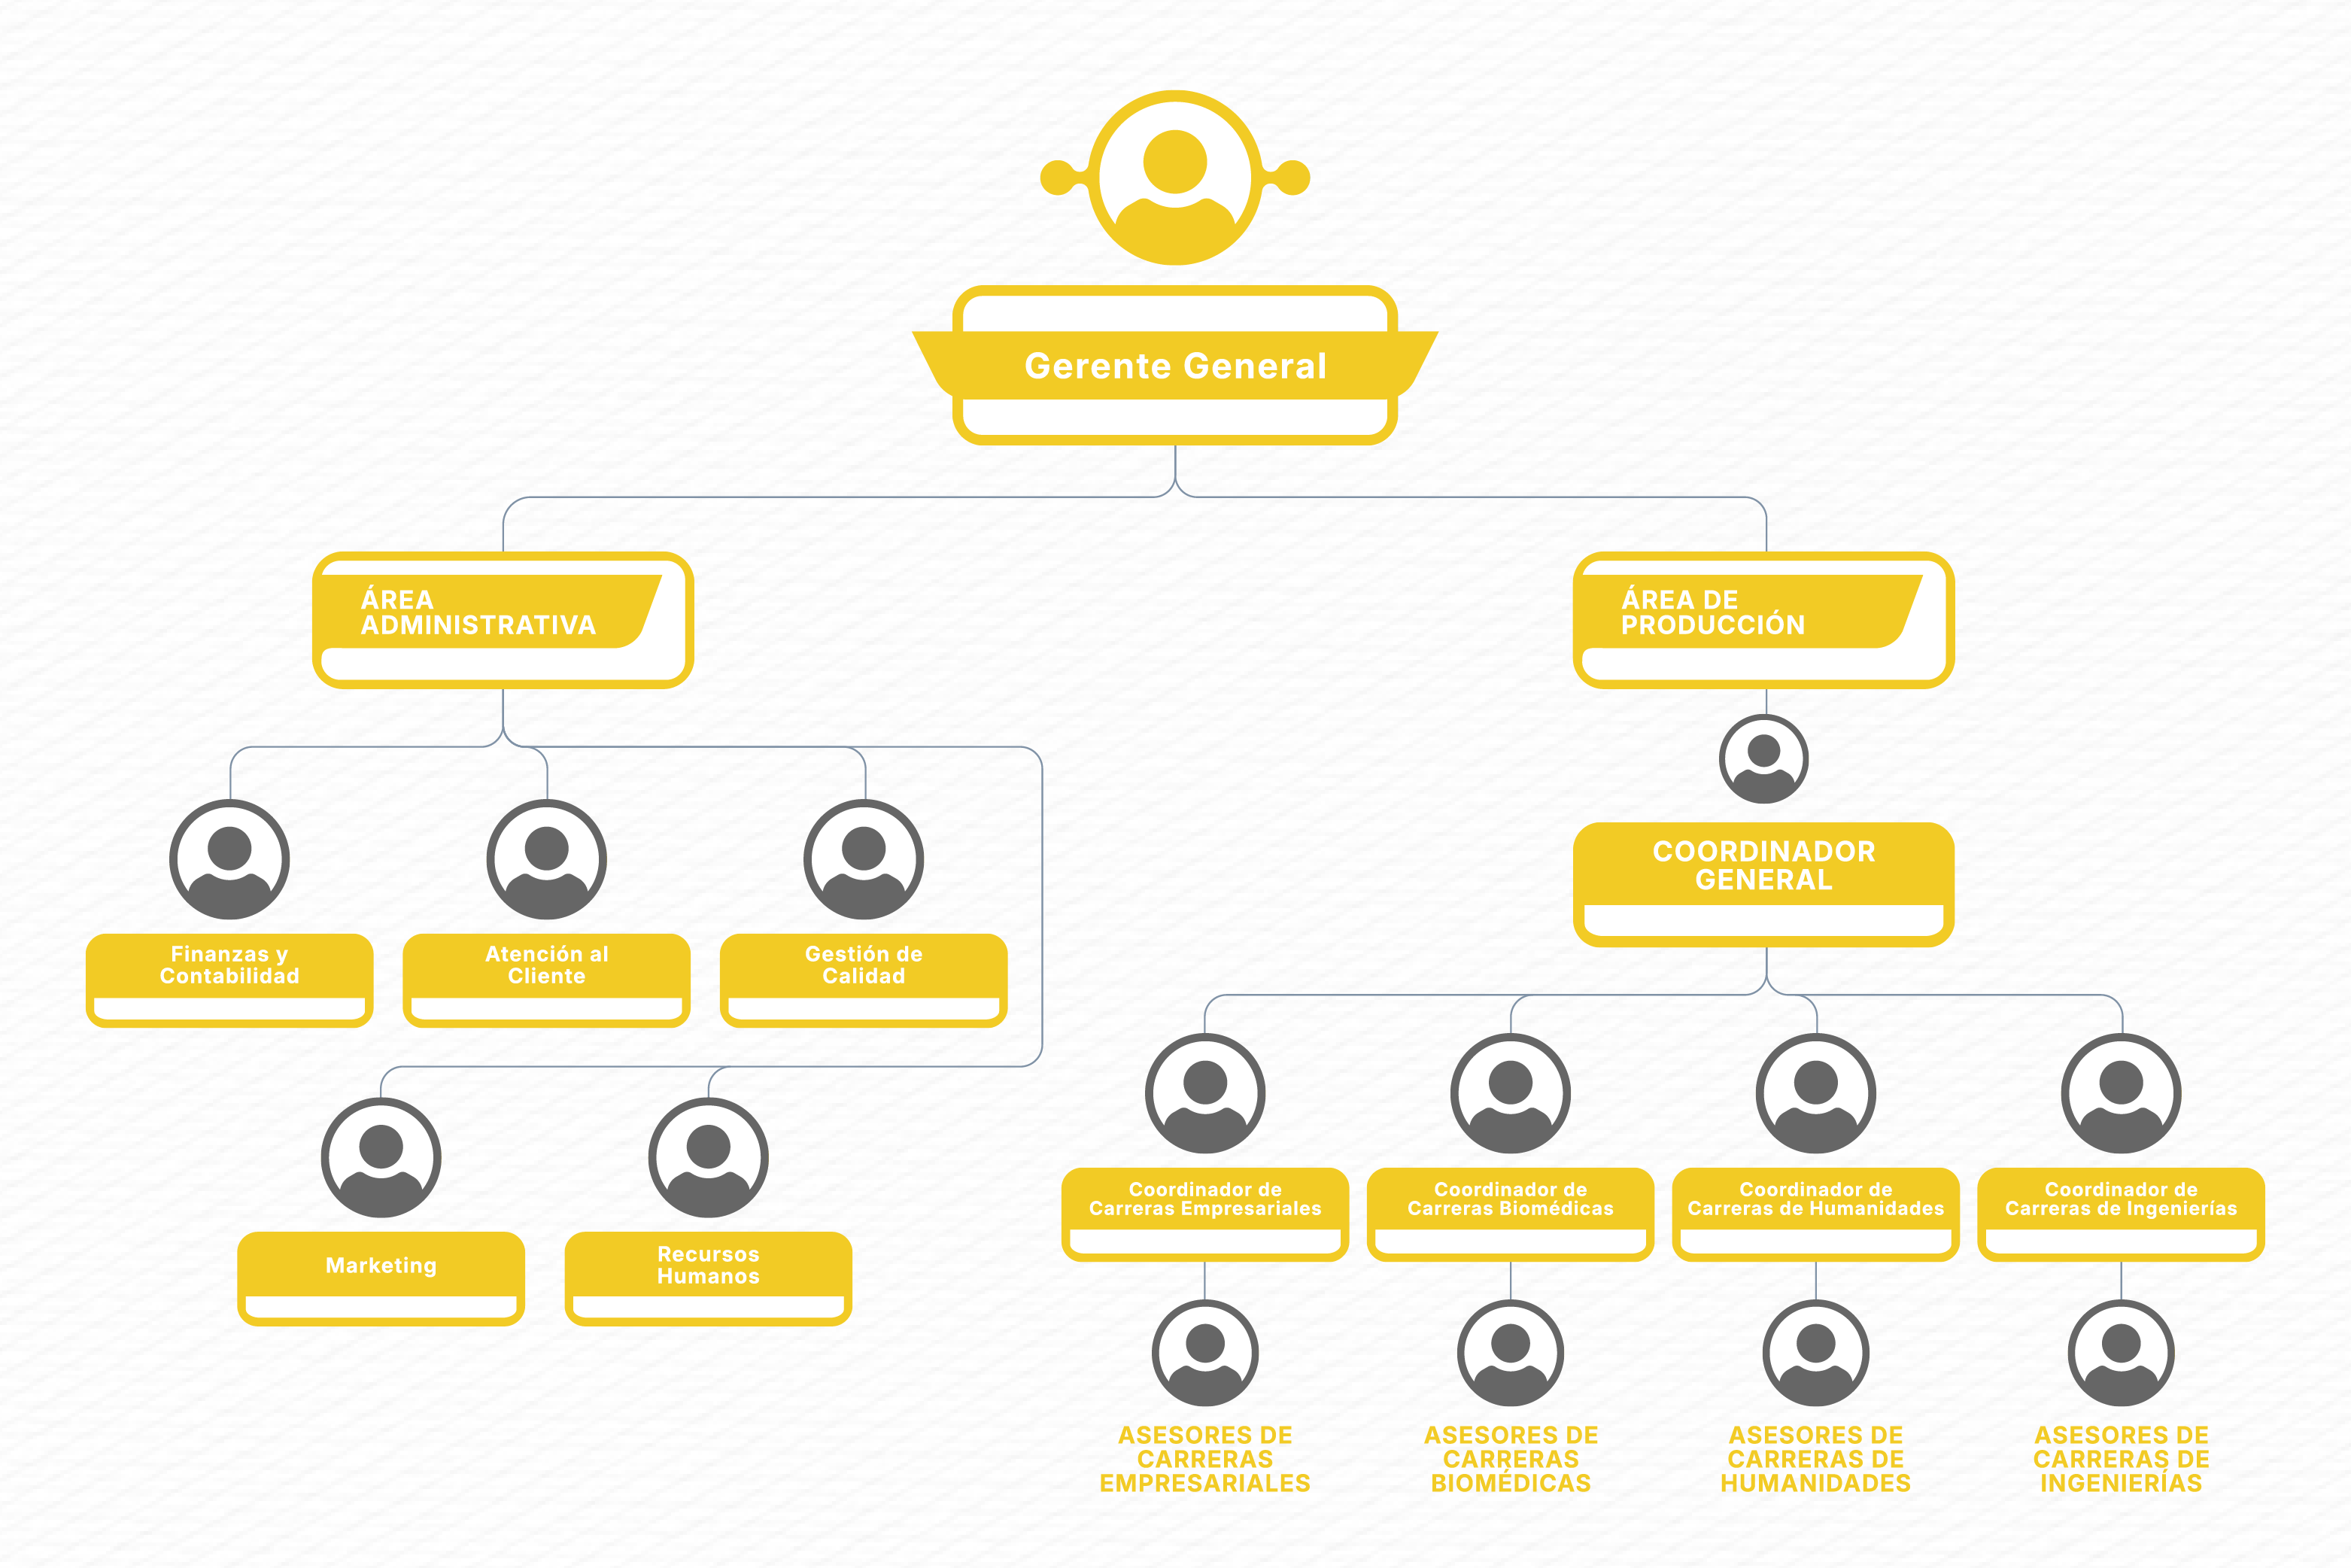 Gerente General
ÁREA
ADMINISTRATIVA
ÁREA DE
PRODUCCIÓN
COORDINADOR
GENERAL
Finanzas y
Contabilidad
Atención al
Cliente
Gestión de
Calidad
Marketing
Recursos
Humanos
Coordinador de
Carreras Empresariales
Coordinador de
Carreras Biomédicas
Coordinador de
Carreras de Humanidades
Coordinador de
Carreras de Ingenierías
ASESORES DE
CARRERAS
EMPRESARIALES
ASESORES DE
CARRERAS
BIOMÉDICAS
ASESORES DE
CARRERAS DE
HUMANIDADES
ASESORES DE
CARRERAS DE
INGENIERÍAS